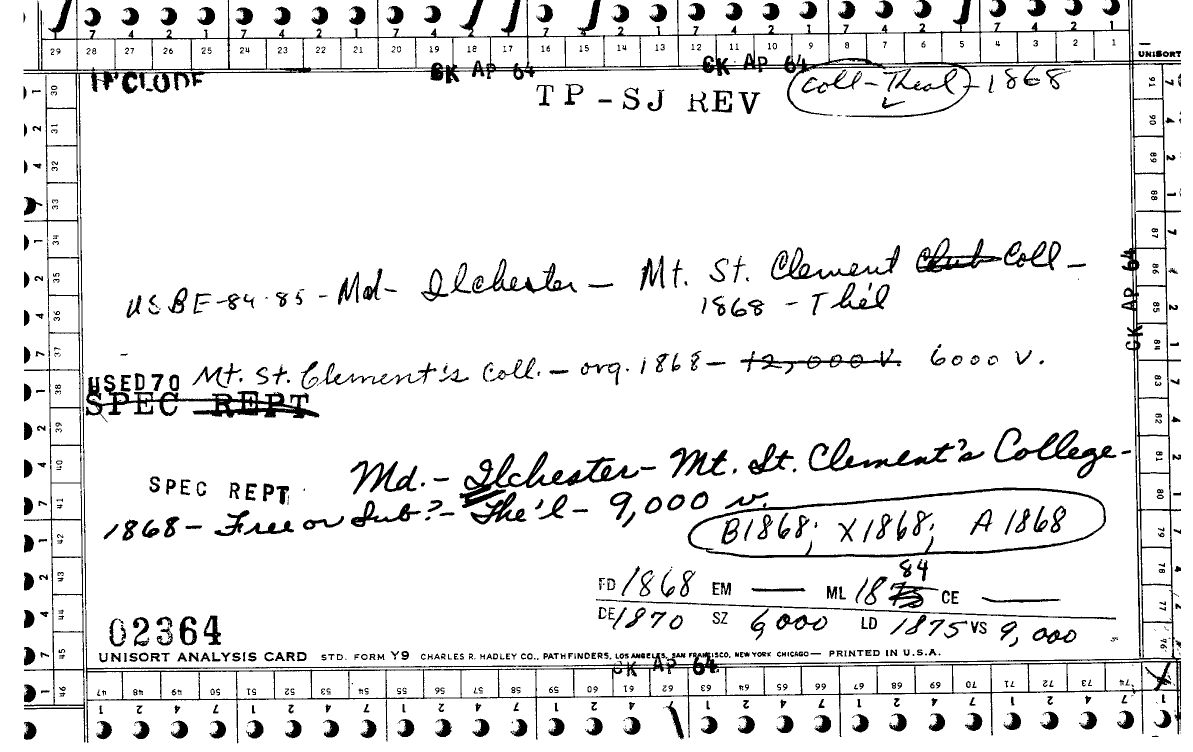 7 4 2 1 7 4 2 1 7 4 2 1 7 4 2 1 7 4 2 1 7 4 2 1 7 4 2 1
29 28 27 26 25 24 23 22 21 20 19 18 17 16 15 14 13 12 11 10 9 8 7 6 5 4 3 2 1 UNISORT
CK AP 64 CK AP 64
TP-SJ REV Coll-Theol-1868
USBE-84-85-Md-Ilchester-Mt. St. Clement Club Coll-
1868-The'l
CK AP 64
Mt. St. Clement's Coll.-org. 1868-12,000 V. 6000 V.
USED70
SPEC REPT
Md.-Ilchester-Mt. St. Clement's College-
SPEC REPT
1868-Free or Sub?-The'l-9,000 v.
B1868; X1868; A1868
84
FD 1868 EM — ML 1875 CE —
DE 1870 SZ 6,000 LD 1875 VS 9,000
02364
UNISORT ANALYSIS CARD STD. FORM Y9 CHARLES R. HADLEY CO., PATHFINDERS, LOS ANGELES, SAN FRANCISCO, NEW YORK CHICAGO— PRINTED IN U.S.A.
CK AP 64
30 31 32 33 34 35 36 37 38 39 40 41 42 43 44 45 46
91 90 89 88 87 86 85 84 83 82 81 80 79 78 77 76
47 48 49 50 51 52 53 54 55 56 57 58 59 60 61 62 63 64 65 66 67 68 69 70 71 72 73 74
1 2 4 7 1 2 4 7 1 2 4 7 1 2 4 7 1 2 4 7 1 2 4 7 1 2 4 7